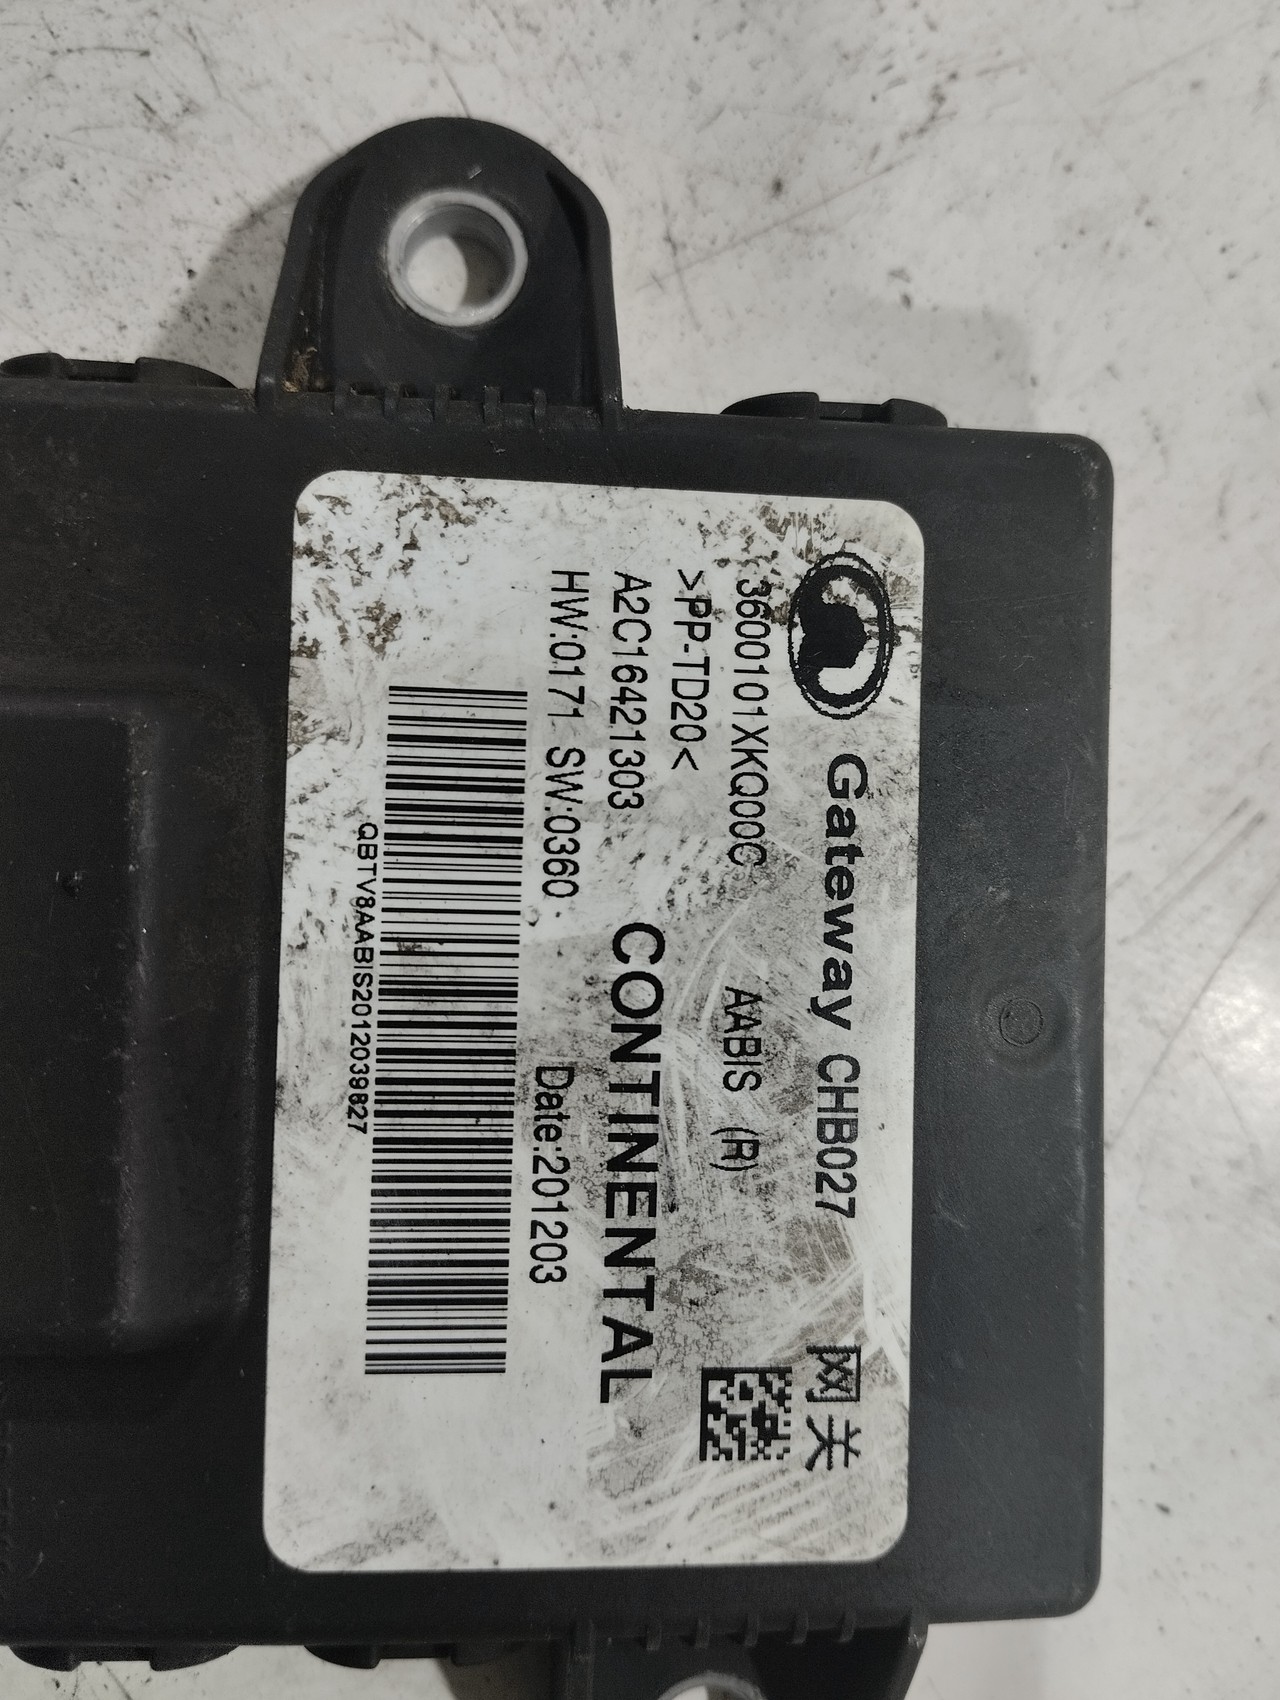 Gateway CHB027 网关
3600101XKQ00C AABIS (R)
>PP-TD20<
A2C16421303 CONTINENTAL
HW:0171 SW:0360 Date:201203
QBTV8AABIS2012039827